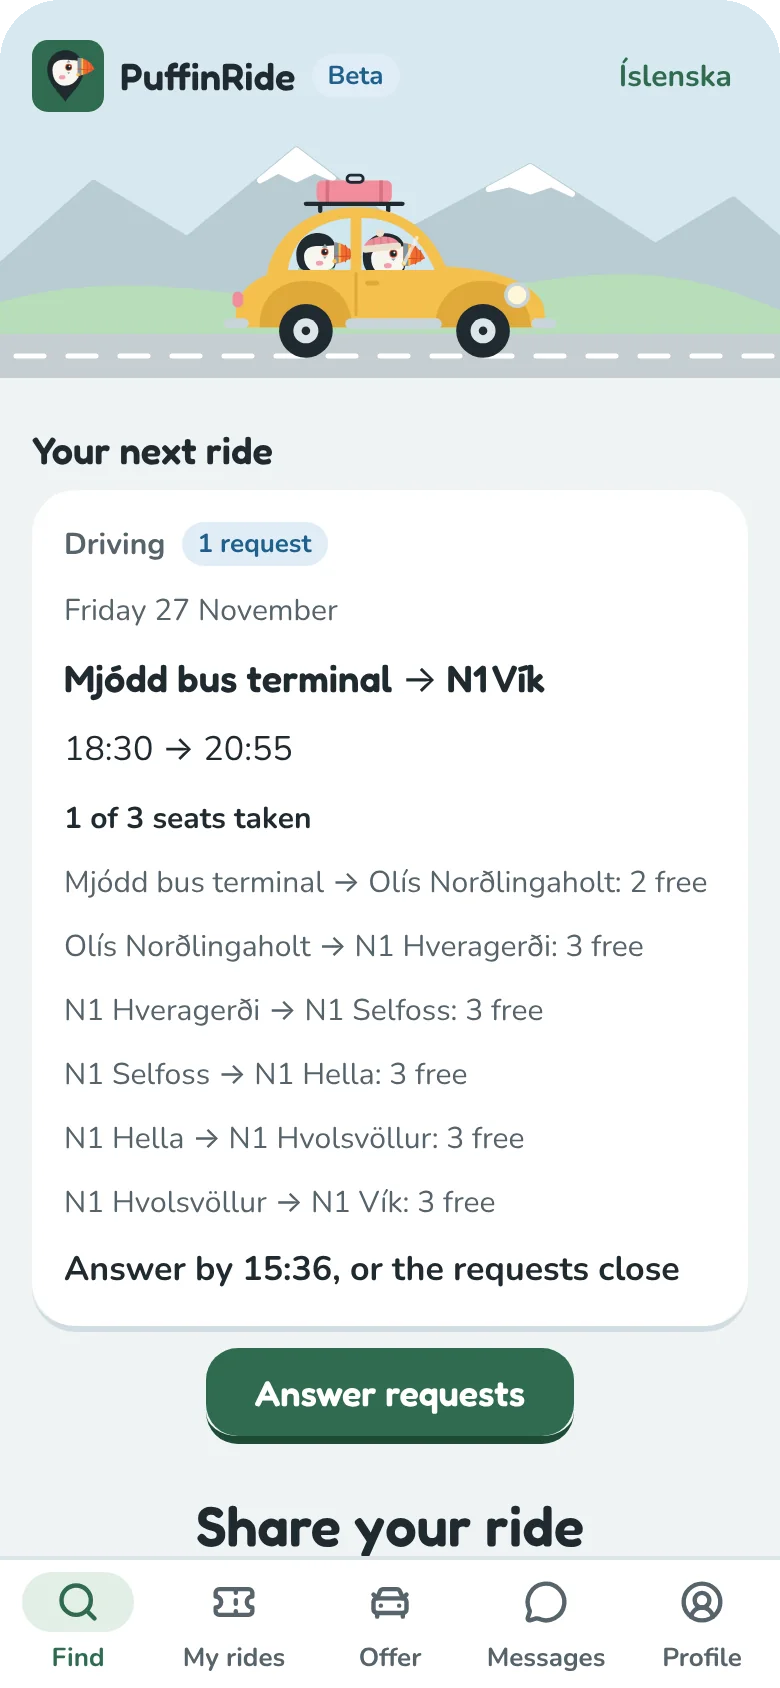 PuffinRide Beta Íslenska
Your next ride
Driving 1 request
Friday 27 November
Mjódd bus terminal → N1 Vík
18:30 → 20:55
1 of 3 seats taken
Mjódd bus terminal → Olís Norðlingaholt: 2 free
Olís Norðlingaholt → N1 Hveragerði: 3 free
N1 Hveragerði → N1 Selfoss: 3 free
N1 Selfoss → N1 Hella: 3 free
N1 Hella → N1 Hvolsvöllur: 3 free
N1 Hvolsvöllur → N1 Vík: 3 free
Answer by 15:36, or the requests close
Answer requests
Share your ride
Find My rides Offer Messages Profile